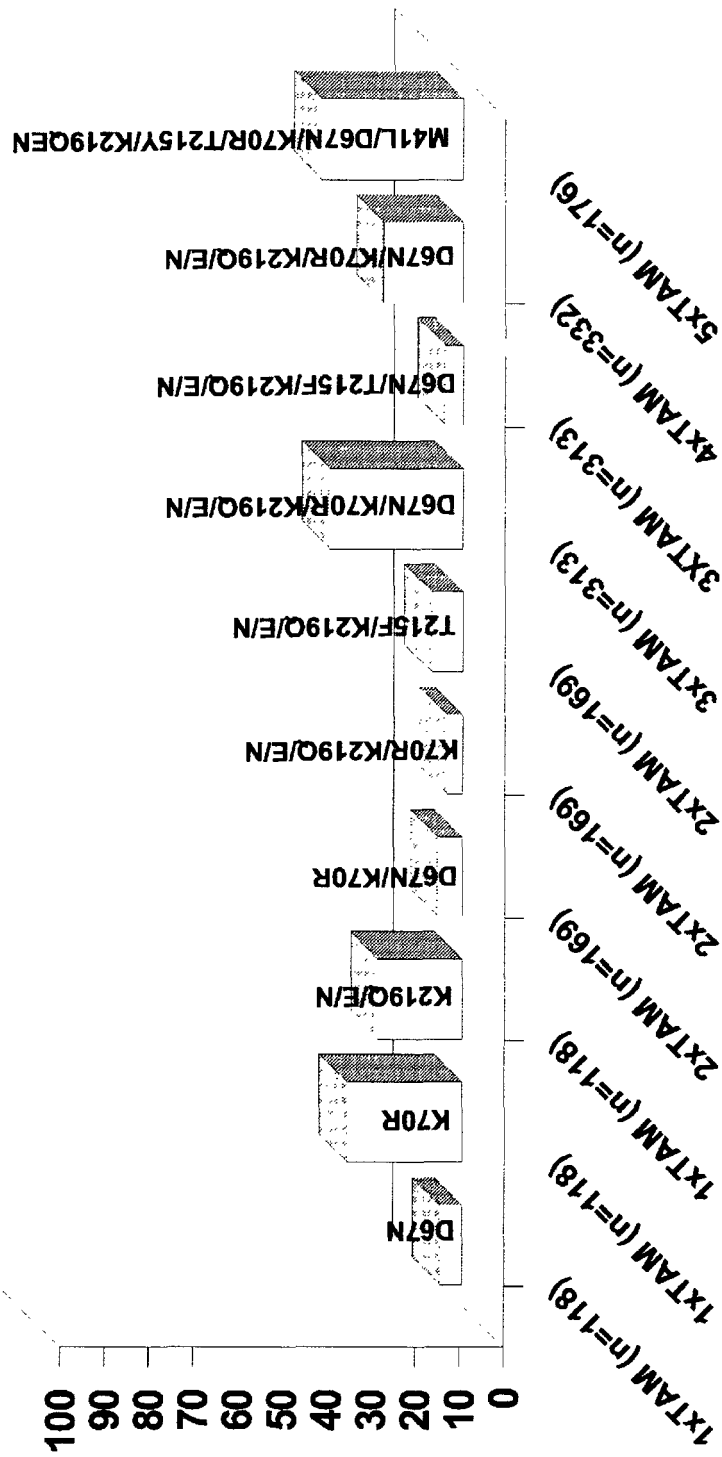 100
90
80
70
60
50
40
30
20
10
0
D67N
K70R
K219Q/E/N
D67N/K70R
K70R/K219Q/E/N
T215F/K219Q/E/N
D67N/K70R/K219Q/E/N
D67N/T215F/K219Q/E/N
D67N/K70R/K219Q/E/N
M41L/D67N/K70R/T215Y/K219QEN
1xTAM (n=118)
1xTAM (n=118)
1xTAM (n=118)
2xTAM (n=169)
2xTAM (n=169)
2xTAM (n=169)
3xTAM (n=313)
3XTAM (n=313)
4xTAM (n=332)
5xTAM (n=176)